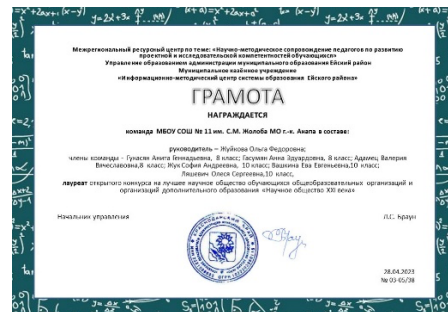 Межрегиональный ресурсный центр по теме: «Научно-методическое сопровождение педагогов по развитию
проектной и исследовательской компетентностей обучающихся»
Управление образованием администрации муниципального образования Ейский район
Муниципальное казённое учреждение
«Информационно-методический центр системы образования Ейского района»
ГРАМОТА
НАГРАЖДАЕТСЯ
команда МБОУ СОШ № 11 им. С.М. Жолоба МО г.-к. Анапа в составе:
руководитель – Жуйкова Ольга Федоровна;
члены команды - Гунасян Анита Геннадьевна, 8 класс; Гасумян Анна Эдуардовна, 8 класс; Адамец Валерия
Вячеславовна,8 класс; Жук София Андреевна, 10 класс; Вашкина Ева Евгеньевна,10 класс;
Ляшевич Олеся Сергеевна,10 класс,
лауреат открытого конкурса на лучшее научное общество обучающихся общеобразовательных организаций и
организаций дополнительного образования «Научное общество XXI века»
Начальник управления
Л.С. Браун
28.04.2023
№ 03-05/38